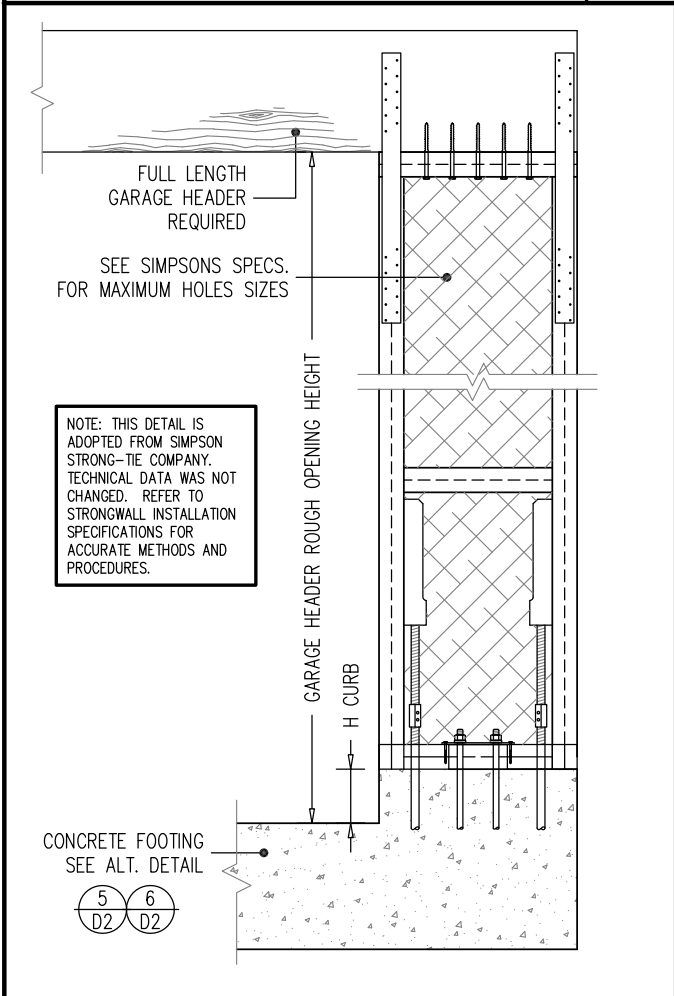 FULL LENGTH
GARAGE HEADER
REQUIRED
SEE SIMPSONS SPECS.
FOR MAXIMUM HOLES SIZES
GARAGE HEADER ROUGH OPENING HEIGHT
NOTE: THIS DETAIL IS
ADOPTED FROM SIMPSON
STRONG-TIE COMPANY.
TECHNICAL DATA WAS NOT
CHANGED. REFER TO
STRONGWALL INSTALLATION
SPECIFICATIONS FOR
ACCURATE METHODS AND
PROCEDURES.
H CURB
CONCRETE FOOTING
SEE ALT. DETAIL
5 6
D2 D2